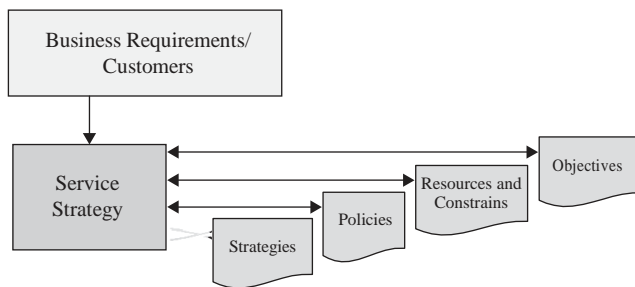 Business Requirements/
Customers
Service
Strategy
Objectives
Resources and
Constrains
Policies
Strategies